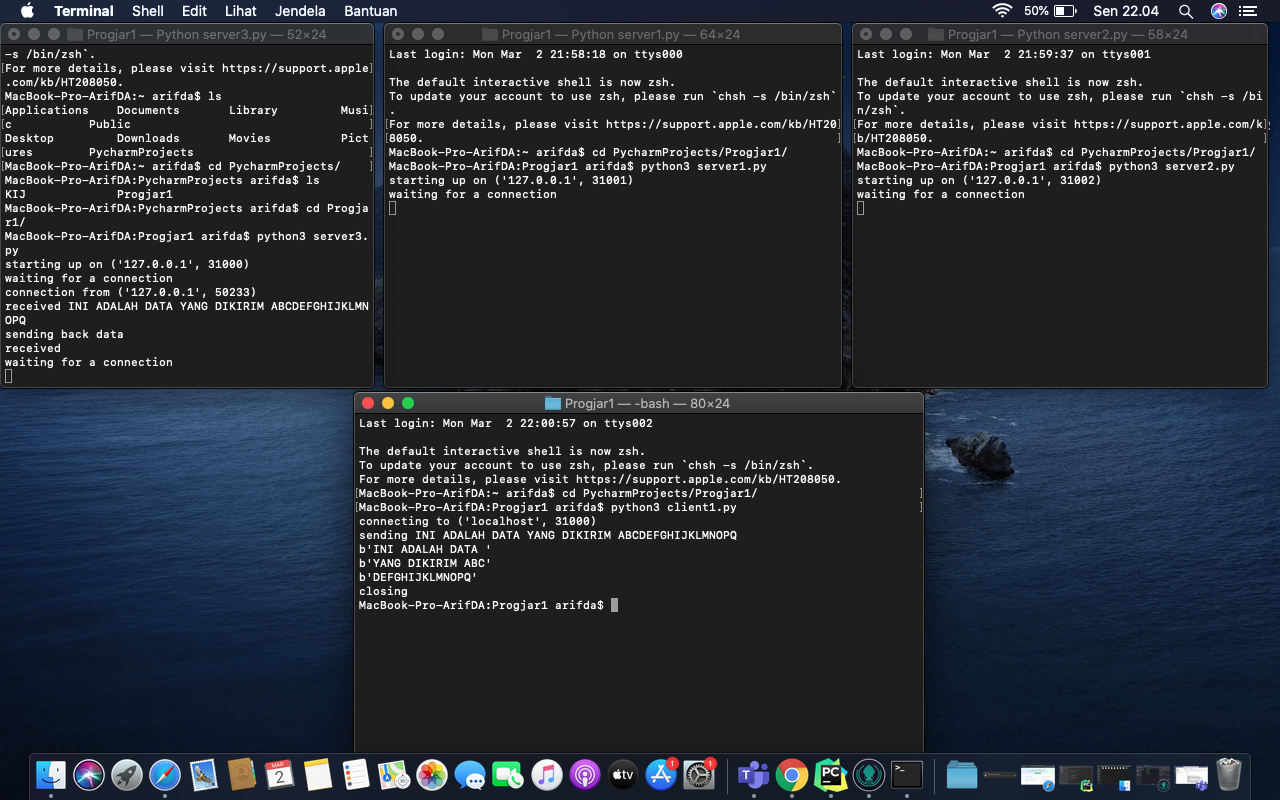 Terminal Shell Edit Lihat Jendela Bantuan 50% Sen 22.04
Progjar1 — Python server3.py — 52×24
-s /bin/zsh`.
[For more details, please visit https://support.apple]
.com/kb/HT208050.
MacBook-Pro-ArifDA:~ arifda$ ls
[Applications Documents Library Musi]
[c Public ]
Desktop Downloads Movies Pict
[ures PycharmProjects ]
[MacBook-Pro-ArifDA:~ arifda$ cd PycharmProjects/ ]
[MacBook-Pro-ArifDA:PycharmProjects arifda$ ls ]
KIJ Progjar1
MacBook-Pro-ArifDA:PycharmProjects arifda$ cd Progja
r1/
MacBook-Pro-ArifDA:Progjar1 arifda$ python3 server3.
py
starting up on ('127.0.0.1', 31000)
waiting for a connection
connection from ('127.0.0.1', 50233)
received INI ADALAH DATA YANG DIKIRIM ABCDEFGHIJKLMN
OPQ
sending back data
received
waiting for a connection
Progjar1 — Python server1.py — 64×24
Last login: Mon Mar  2 21:58:18 on ttys000
The default interactive shell is now zsh.
To update your account to use zsh, please run `chsh -s /bin/zsh`
.
[For more details, please visit https://support.apple.com/kb/HT20]
[8050. ]
MacBook-Pro-ArifDA:~ arifda$ cd PycharmProjects/Progjar1/
MacBook-Pro-ArifDA:Progjar1 arifda$ python3 server1.py
starting up on ('127.0.0.1', 31001)
waiting for a connection
Progjar1 — Python server2.py — 58×24
Last login: Mon Mar  2 21:59:37 on ttys001
The default interactive shell is now zsh.
To update your account to use zsh, please run `chsh -s /bi
n/zsh`.
[For more details, please visit https://support.apple.com/k]
[b/HT208050. ]
MacBook-Pro-ArifDA:~ arifda$ cd PycharmProjects/Progjar1/
MacBook-Pro-ArifDA:Progjar1 arifda$ python3 server2.py
starting up on ('127.0.0.1', 31002)
waiting for a connection
Progjar1 — -bash — 80×24
Last login: Mon Mar  2 22:00:57 on ttys002
The default interactive shell is now zsh.
To update your account to use zsh, please run `chsh -s /bin/zsh`.
For more details, please visit https://support.apple.com/kb/HT208050.
[MacBook-Pro-ArifDA:~ arifda$ cd PycharmProjects/Progjar1/ ]
[MacBook-Pro-ArifDA:Progjar1 arifda$ python3 client1.py ]
connecting to ('localhost', 31000)
sending INI ADALAH DATA YANG DIKIRIM ABCDEFGHIJKLMNOPQ
b'INI ADALAH DATA '
b'YANG DIKIRIM ABC'
b'DEFGHIJKLMNOPQ'
closing
MacBook-Pro-ArifDA:Progjar1 arifda$
MAR
2
tv
1
1
T
PC
>_